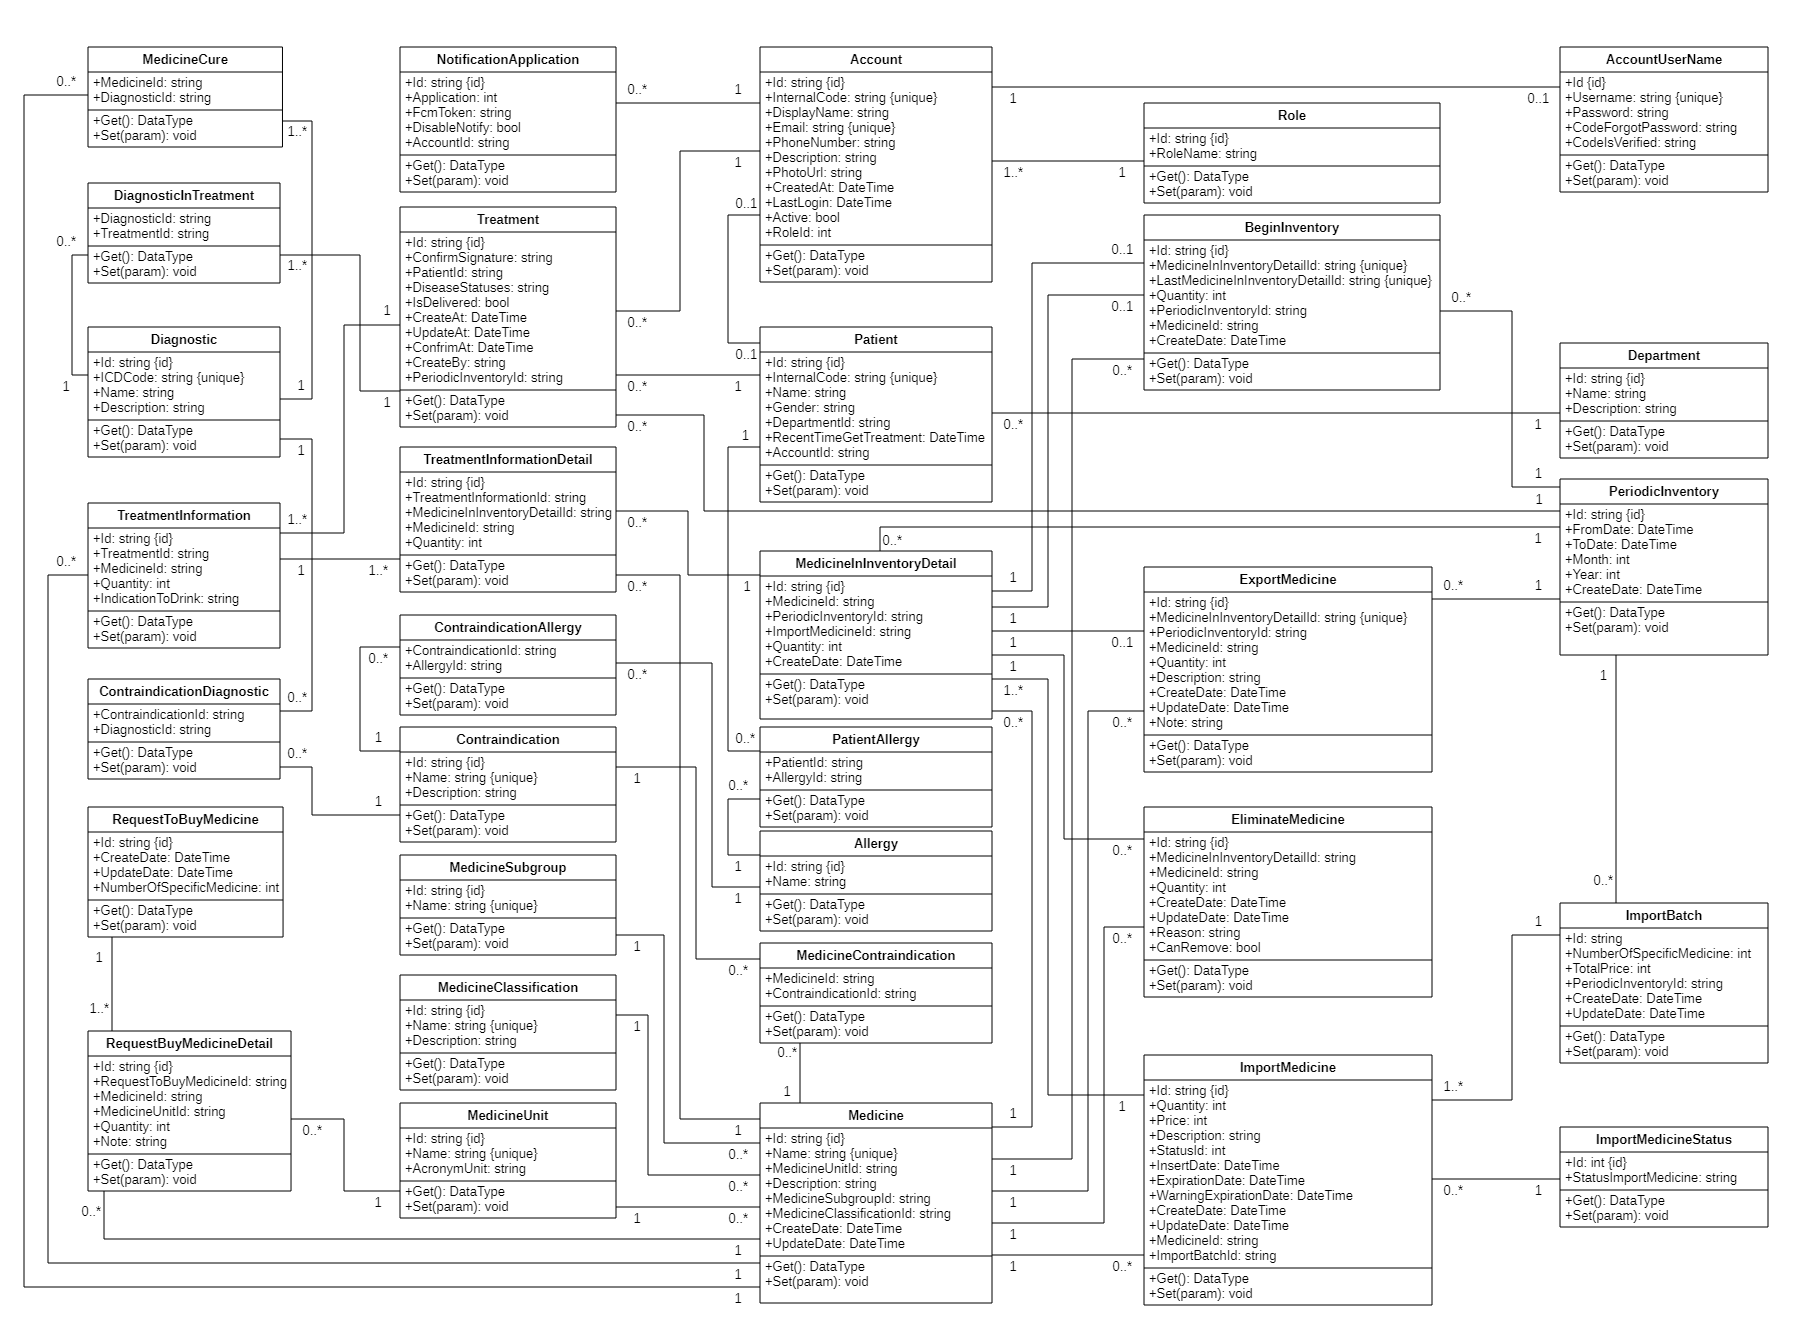 MedicineCure
+MedicineId: string
+DiagnosticId: string
+Get(): DataType
+Set(param): void
0..*
1..*
DiagnosticInTreatment
+DiagnosticId: string
+TreatmentId: string
+Get(): DataType
+Set(param): void
0..*
1..*
Diagnostic
+Id: string {id}
+ICDCode: string {unique}
+Name: string
+Description: string
+Get(): DataType
+Set(param): void
1
1
1
TreatmentInformation
+Id: string {id}
+TreatmentId: string
+MedicineId: string
+Quantity: int
+IndicationToDrink: string
+Get(): DataType
+Set(param): void
1..*
0..*
1
ContraindicationDiagnostic
+ContraindicationId: string
+DiagnosticId: string
+Get(): DataType
+Set(param): void
0..*
0..*
RequestToBuyMedicine
+Id: string {id}
+CreateDate: DateTime
+UpdateDate: DateTime
+NumberOfSpecificMedicine: int
+Get(): DataType
+Set(param): void
1
1..*
RequestBuyMedicineDetail
+Id: string {id}
+RequestToBuyMedicineId: string
+MedicineId: string
+MedicineUnitId: string
+Quantity: int
+Note: string
+Get(): DataType
+Set(param): void
0..*
0..*
NotificationApplication
+Id: string {id}
+Application: int
+FcmToken: string
+DisableNotify: bool
+AccountId: string
+Get(): DataType
+Set(param): void
0..*
Treatment
+Id: string {id}
+ConfirmSignature: string
+PatientId: string
+DiseaseStatuses: string
+IsDelivered: bool
+CreateAt: DateTime
+UpdateAt: DateTime
+ConfrimAt: DateTime
+CreateBy: string
+PeriodicInventoryId: string
+Get(): DataType
+Set(param): void
1
1
0..*
0..*
0..*
TreatmentInformationDetail
+Id: string {id}
+TreatmentInformationId: string
+MedicineInInventoryDetailId: string
+MedicineId: string
+Quantity: int
+Get(): DataType
+Set(param): void
1..*
0..*
0..*
ContraindicationAllergy
+ContraindicationId: string
+AllergyId: string
+Get(): DataType
+Set(param): void
0..*
0..*
Contraindication
+Id: string {id}
+Name: string {unique}
+Description: string
+Get(): DataType
+Set(param): void
1
1
1
MedicineSubgroup
+Id: string {id}
+Name: string {unique}
+Get(): DataType
+Set(param): void
1
MedicineClassification
+Id: string {id}
+Name: string {unique}
+Description: string
+Get(): DataType
+Set(param): void
1
MedicineUnit
+Id: string {id}
+Name: string {unique}
+AcronymUnit: string
+Get(): DataType
+Set(param): void
1
1
Account
+Id: string {id}
+InternalCode: string {unique}
+DisplayName: string
+Email: string {unique}
+PhoneNumber: string
+Description: string
+PhotoUrl: string
+CreatedAt: DateTime
+LastLogin: DateTime
+Active: bool
+RoleId: int
+Get(): DataType
+Set(param): void
1
1
0..1
1
1..*
Patient
+Id: string {id}
+InternalCode: string {unique}
+Name: string
+Gender: string
+DepartmentId: string
+RecentTimeGetTreatment: DateTime
+AccountId: string
+Get(): DataType
+Set(param): void
0..1
1
1
0..*
MedicineInInventoryDetail
+Id: string {id}
+MedicineId: string
+PeriodicInventoryId: string
+ImportMedicineId: string
+Quantity: int
+CreateDate: DateTime
+Get(): DataType
+Set(param): void
0..*
1
1
1
1
1
1..*
0..*
PatientAllergy
+PatientId: string
+AllergyId: string
+Get(): DataType
+Set(param): void
0..*
0..*
Allergy
+Id: string {id}
+Name: string
+Get(): DataType
+Set(param): void
1
1
MedicineContraindication
+MedicineId: string
+ContraindicationId: string
+Get(): DataType
+Set(param): void
0..*
0..*
1
Medicine
+Id: string {id}
+Name: string {unique}
+MedicineUnitId: string
+Description: string
+MedicineSubgroupId: string
+MedicineClassificationId: string
+CreateDate: DateTime
+UpdateDate: DateTime
+Get(): DataType
+Set(param): void
1
0..*
0..*
0..*
1
1
1
1
1
1
1
1
Role
+Id: string {id}
+RoleName: string
+Get(): DataType
+Set(param): void
1
BeginInventory
+Id: string {id}
+MedicineInInventoryDetailId: string {unique}
+LastMedicineInInventoryDetailId: string {unique}
+Quantity: int
+PeriodicInventoryId: string
+MedicineId: string
+CreateDate: DateTime
+Get(): DataType
+Set(param): void
0..1
0..1
0..*
0..*
ExportMedicine
+Id: string {id}
+MedicineInInventoryDetailId: string {unique}
+PeriodicInventoryId: string
+MedicineId: string
+Quantity: int
+Description: string
+CreateDate: DateTime
+UpdateDate: DateTime
+Note: string
+Get(): DataType
+Set(param): void
0..1
0..*
0..*
EliminateMedicine
+Id: string {id}
+MedicineInInventoryDetailId: string
+MedicineId: string
+Quantity: int
+CreateDate: DateTime
+UpdateDate: DateTime
+Reason: string
+CanRemove: bool
+Get(): DataType
+Set(param): void
0..*
0..*
ImportMedicine
+Id: string {id}
+Quantity: int
+Price: int
+Description: string
+StatusId: int
+InsertDate: DateTime
+ExpirationDate: DateTime
+WarningExpirationDate: DateTime
+CreateDate: DateTime
+UpdateDate: DateTime
+MedicineId: string
+ImportBatchId: string
+Get(): DataType
+Set(param): void
1
0..*
1..*
0..*
AccountUserName
+Id {id}
+Username: string {unique}
+Password: string
+CodeForgotPassword: string
+CodeIsVerified: string
+Get(): DataType
+Set(param): void
0..1
Department
+Id: string {id}
+Name: string
+Description: string
+Get(): DataType
+Set(param): void
1
PeriodicInventory
+Id: string {id}
+FromDate: DateTime
+ToDate: DateTime
+Month: int
+Year: int
+CreateDate: DateTime
+Get(): DataType
+Set(param): void
1
1
1
1
1
0..*
ImportBatch
+Id: string
+NumberOfSpecificMedicine: int
+TotalPrice: int
+PeriodicInventoryId: string
+CreateDate: DateTime
+UpdateDate: DateTime
+Get(): DataType
+Set(param): void
1
ImportMedicineStatus
+Id: int {id}
+StatusImportMedicine: string
+Get(): DataType
+Set(param): void
1